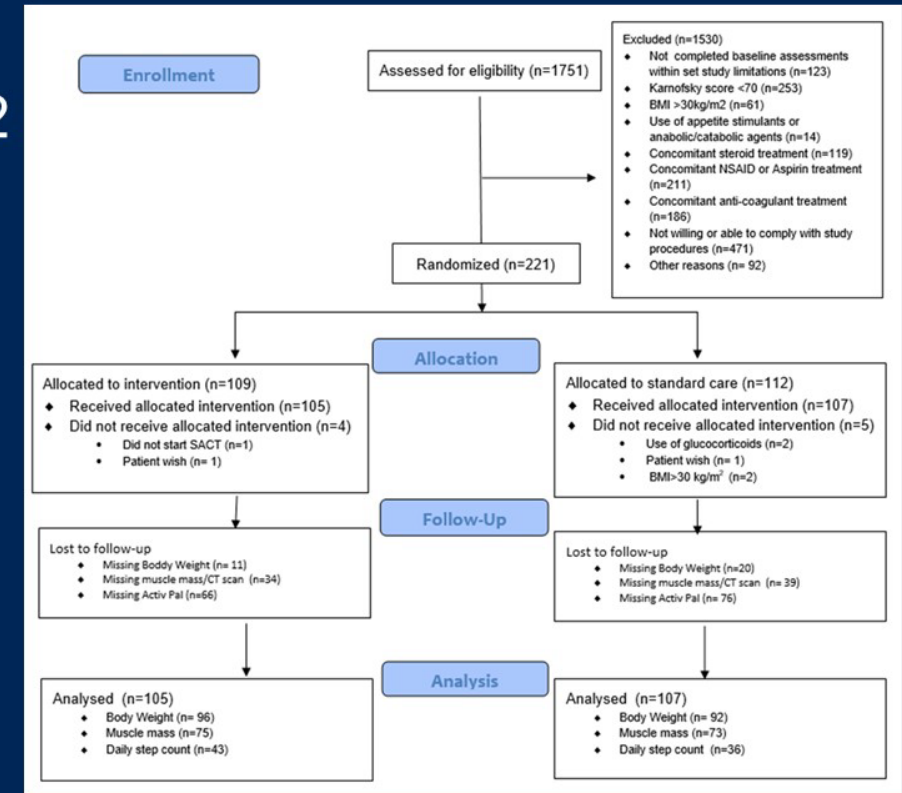 2
Enrollment
Assessed for eligibility (n=1751)
Excluded (n=1530)
◆ Not completed baseline assessments
within set study limitations (n=123)
◆ Karnofsky score <70 (n=253)
◆ BMI >30kg/m2 (n=61)
◆ Use of appetite stimulants or
anabolic/catabolic agents (n=14)
◆ Concomitant steroid treatment (n=119)
◆ Concomitant NSAID or Aspirin treatment
(n=211)
◆ Concomitant anti-coagulant treatment
(n=186)
◆ Not willing or able to comply with study
procedures (n=471)
◆ Other reasons (n= 92)
Randomized (n=221)
Allocation
Allocated to intervention (n=109)
◆ Received allocated intervention (n=105)
◆ Did not receive allocated intervention (n=4)
• Did not start SACT (n=1)
• Patient wish (n= 1)
Allocated to standard care (n=112)
◆ Received allocated intervention (n=107)
◆ Did not receive allocated intervention (n=5)
• Use of glucocorticoids (n=2)
• Patient wish (n= 1)
• BMI>30 kg/m² (n=2)
Follow-Up
Lost to follow-up
◆ Missing Boddy Weight (n= 11)
◆ Missing muscle mass/CT scan (n=34)
◆ Missing Activ Pal (n=66)
Lost to follow-up
◆ Missing Body Weight (n=20)
◆ Missing muscle mass/CT scan (n= 39)
◆ Missing Activ Pal (n= 76)
Analysis
Analysed (n=105)
◆ Body Weight (n= 96)
◆ Muscle mass (n=75)
◆ Daily step count (n=43)
Analysed (n=107)
◆ Body Weight (n= 92)
◆ Muscle mass (n=73)
◆ Daily step count (n=36)